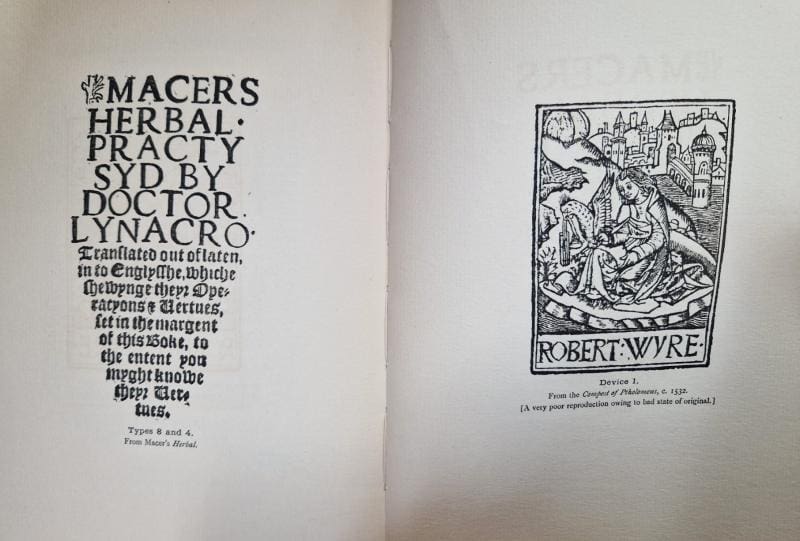 MACERS
HERBAL·
PRACTY
SYD BY
DOCTOR
LYNACRO·
Translated out of laten,
in to Englysshe, whiche
shewynge theyr Ope-
ratyons & Vertues,
set in the margent
of this Boke, to
the entent you
myght knowe
theyr Ver-
tues.
Types 8 and 4.
From Macer's Herbal.
ROBERT·WYRE·
Device 1.
From the Compost of Ptholomeus, c. 1532.
[A very poor reproduction owing to bad state of original.]